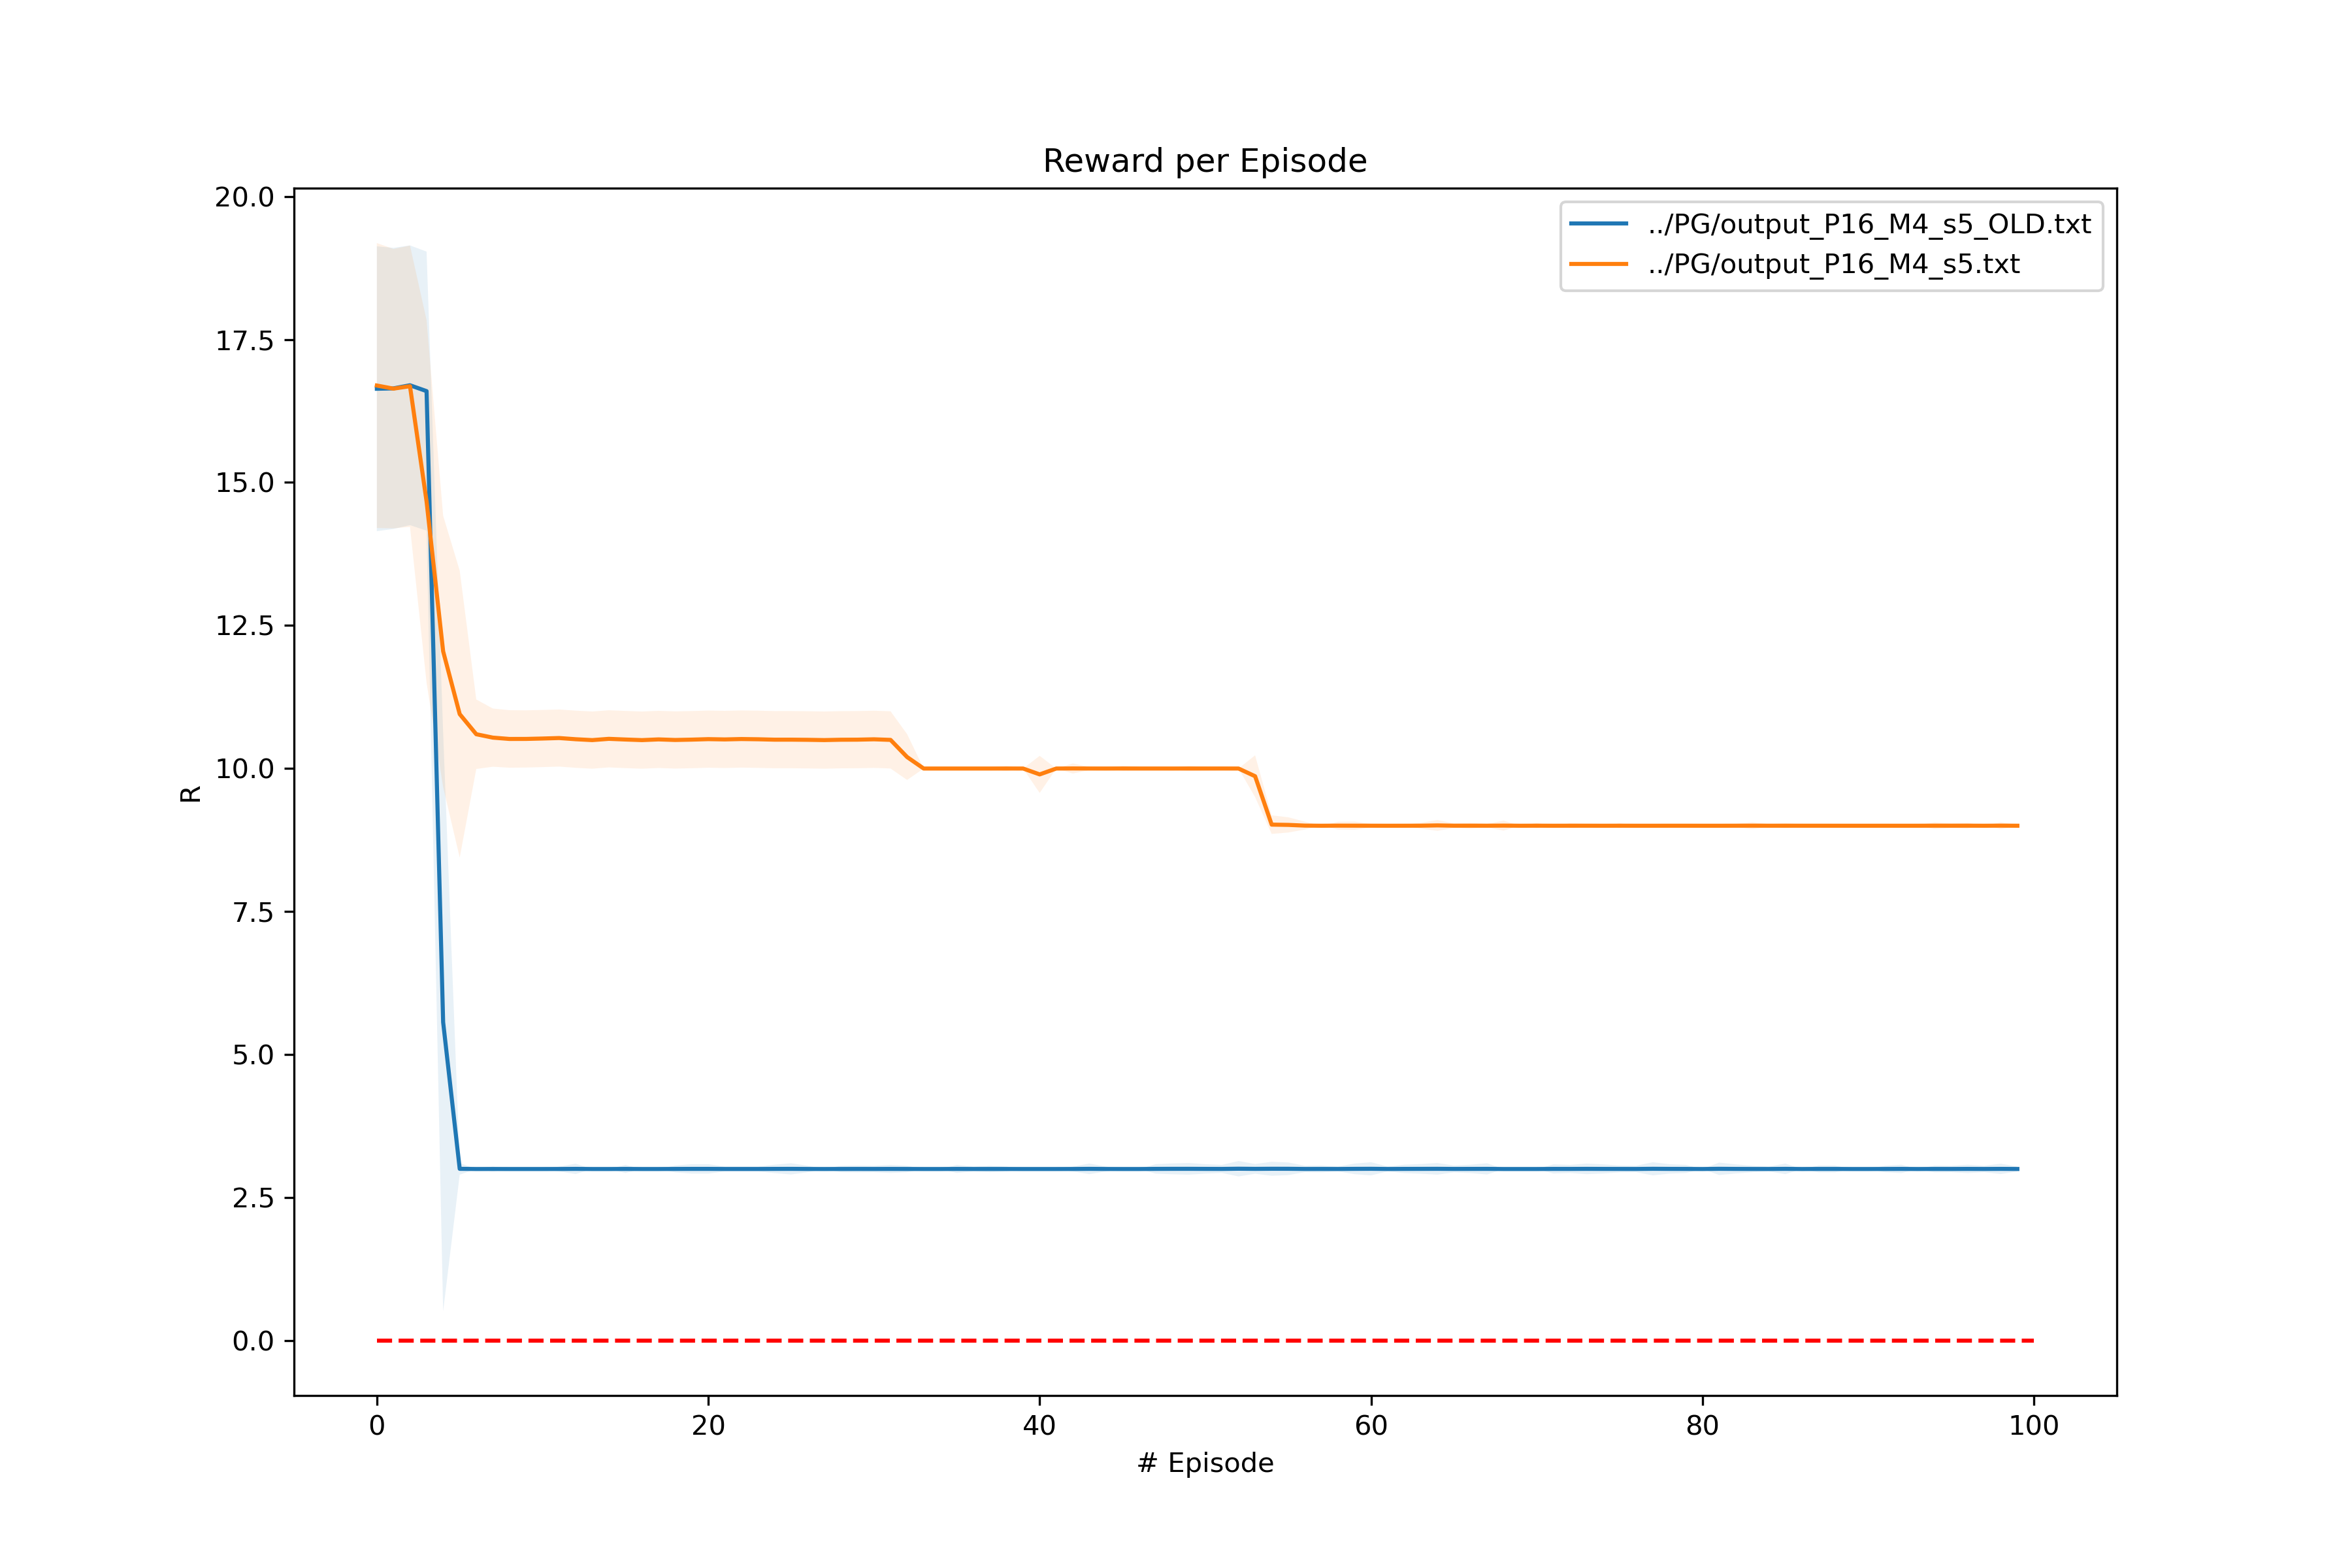 Reward per Episode
20.0
17.5
15.0
12.5
10.0
7.5
5.0
2.5
0.0
R
../PG/output_P16_M4_s5_OLD.txt
../PG/output_P16_M4_s5.txt
0 20 40 60 80 100
# Episode